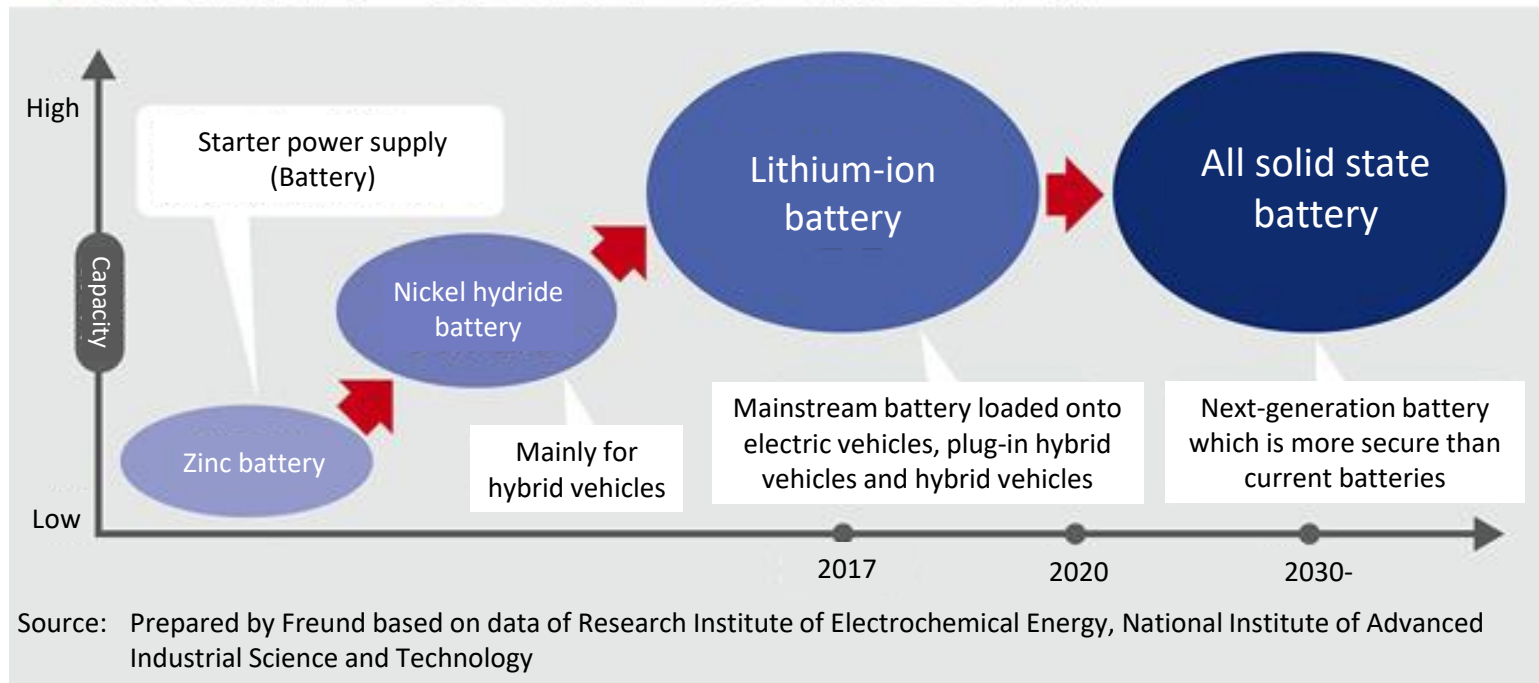 High
Starter power supply
(Battery)
Lithium-ion
battery
All solid state
battery
Capacity
Nickel hydride
battery
Zinc battery
Mainly for
hybrid vehicles
Mainstream battery loaded onto
electric vehicles, plug-in hybrid
vehicles and hybrid vehicles
Next-generation battery
which is more secure than
current batteries
Low
2017
2020
2030-
Source: Prepared by Freund based on data of Research Institute of Electrochemical Energy, National Institute of Advanced
Industrial Science and Technology